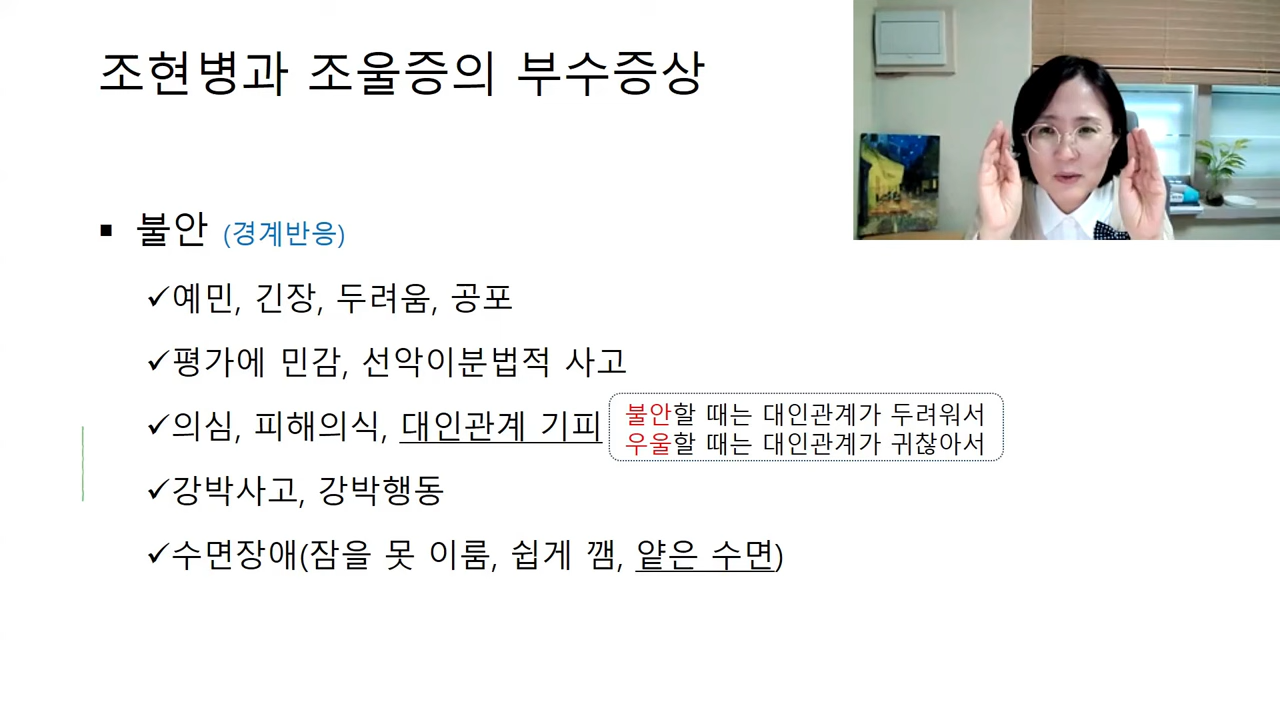 조현병과 조울증의 부수증상
▪ 불안 (경계반응)
✓예민, 긴장, 두려움, 공포
✓평가에 민감, 선악이분법적 사고
✓의심, 피해의식, 대인관계 기피
불안할 때는 대인관계가 두려워서
우울할 때는 대인관계가 귀찮아서
✓강박사고, 강박행동
✓수면장애(잠을 못 이룸, 쉽게 깸, 얕은 수면)